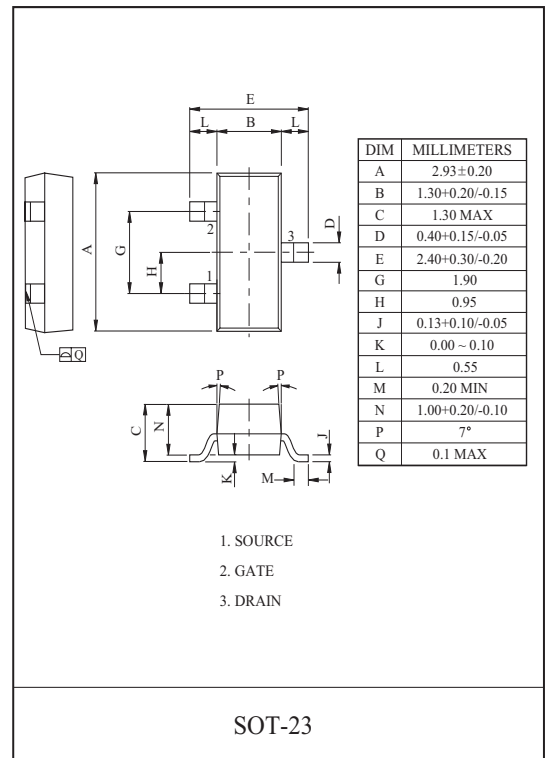 E
L B L
A
G
H
2
1
3
D
⌓ Q
P P
C
N
K
M
J
DIM MILLIMETERS
A 2.93±0.20
B 1.30+0.20/-0.15
C 1.30 MAX
D 0.40+0.15/-0.05
E 2.40+0.30/-0.20
G 1.90
H 0.95
J 0.13+0.10/-0.05
K 0.00 ~ 0.10
L 0.55
M 0.20 MIN
N 1.00+0.20/-0.10
P 7°
Q 0.1 MAX
1. SOURCE
2. GATE
3. DRAIN
SOT-23